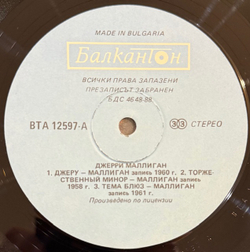 MADE IN BULGARIA
Балкантон
ВСИЧКИ ПРАВА ЗАПАЗЕНИ
ПРЕЗАПИСЪТ ЗАБРАНЕН
БДС 4648-88
ВТА 12597-А
33 СТЕРЕО
ДЖЕРРИ МАЛЛИГАН
1. ДЖЕРУ – МАЛЛИГАН запись 1960 г. 2. ТОРЖЕ-
СТВЕННЫЙ МИНОР – МАЛЛИГАН запись
1958 г. 3. ТЕМА БЛЮЗ – МАЛЛИГАН
запись 1961 г.
Произведено по лицензии